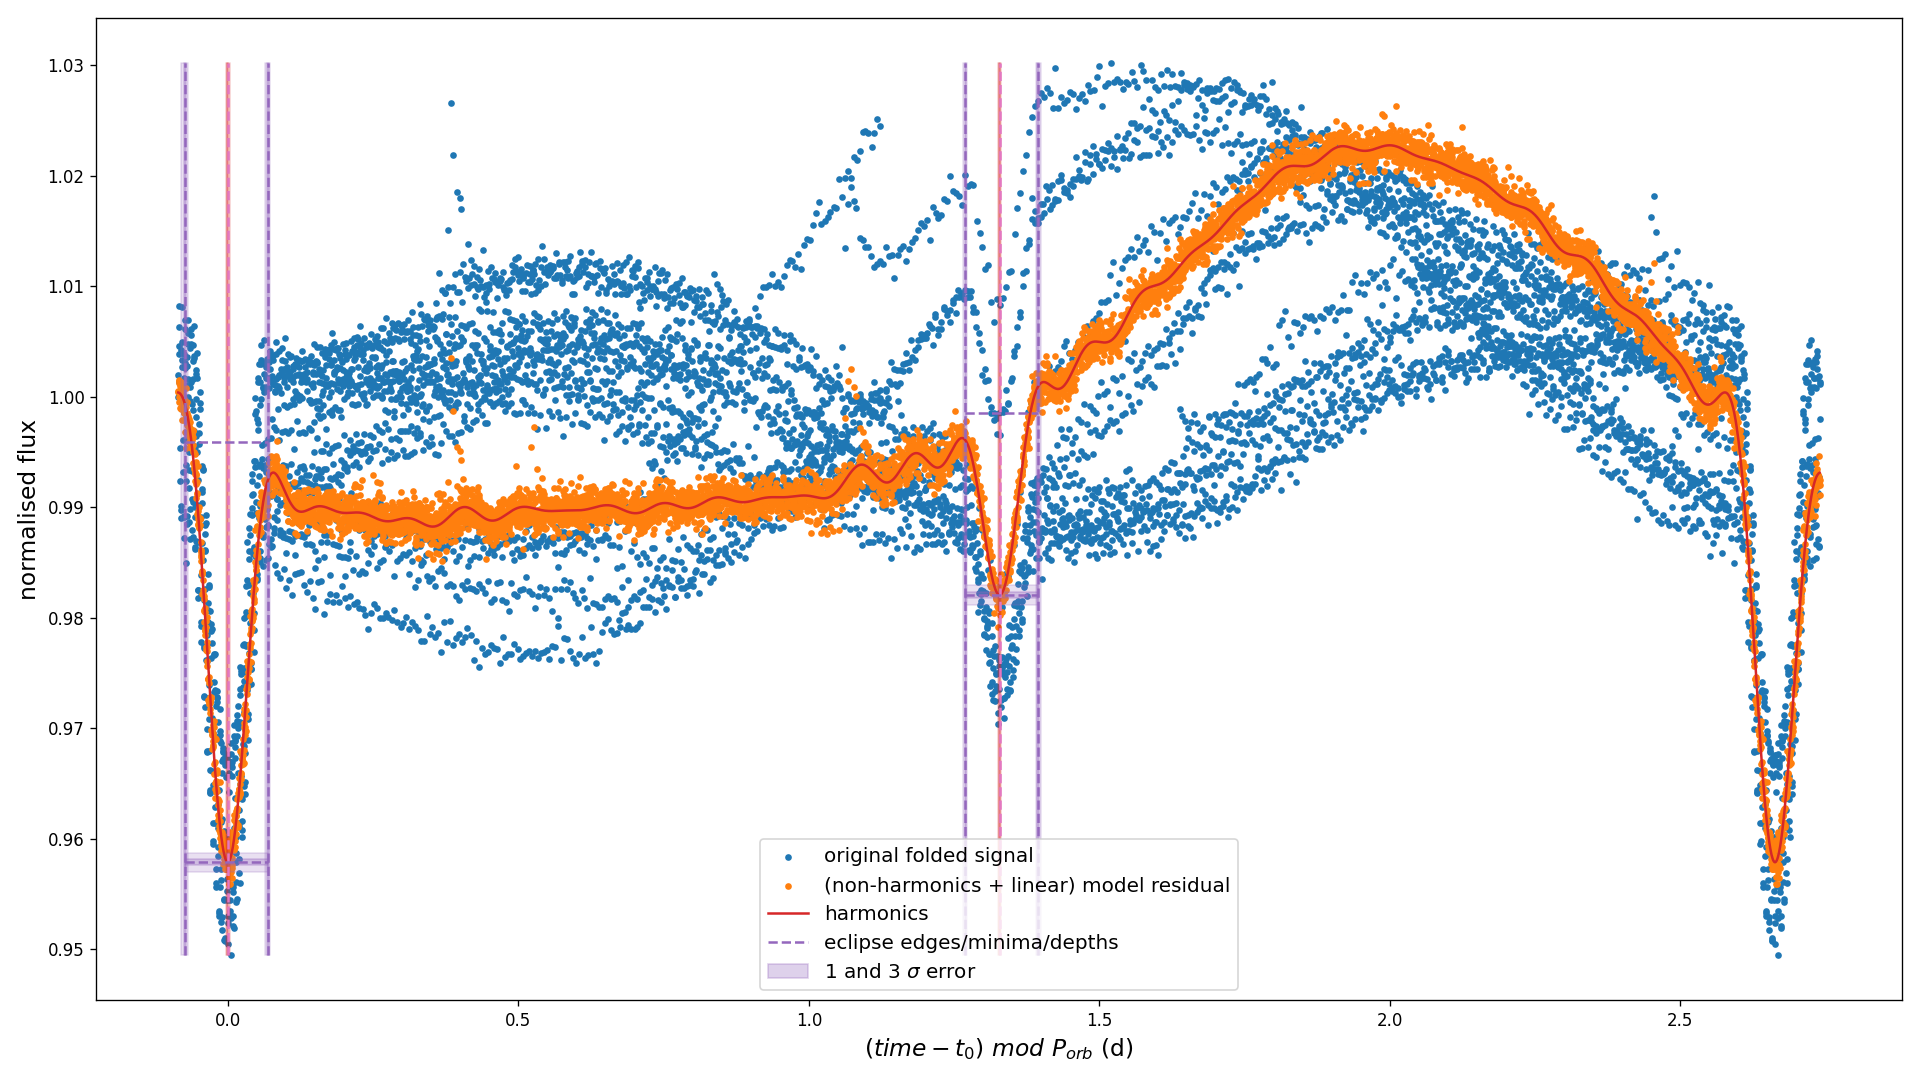 normalised flux
1.03
1.02
1.01
1.00
0.99
0.98
0.97
0.96
0.95
original folded signal
(non-harmonics + linear) model residual
harmonics
eclipse edges/minima/depths
1 and 3 σ error
0.0 0.5 1.0 1.5 2.0 2.5
(time − t₀) mod Pₒᵣb (d)